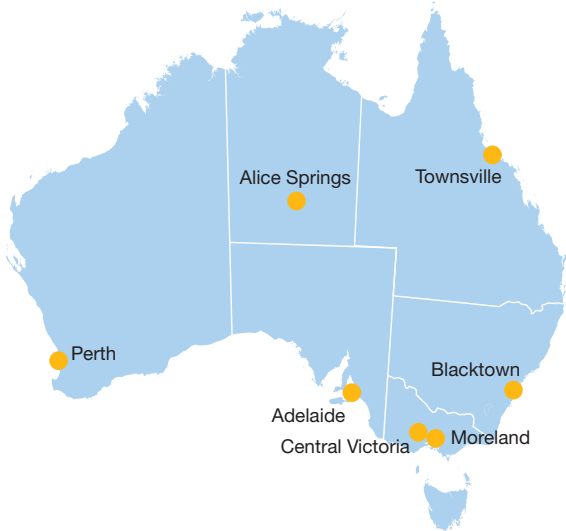 Townsville
Alice Springs
Perth
Blacktown
Adelaide
Moreland
Central Victoria